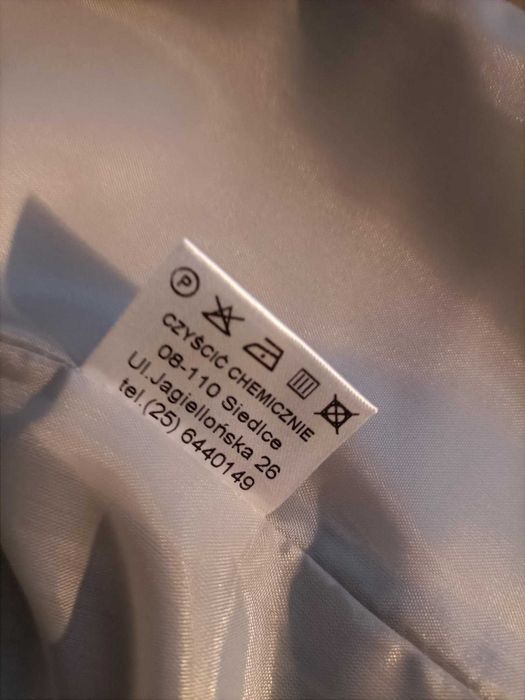 P
CZYŚCIĆ CHEMICZNIE
08-110 Siedlce
Ul.Jagiellońska 26
tel.(25) 6440149